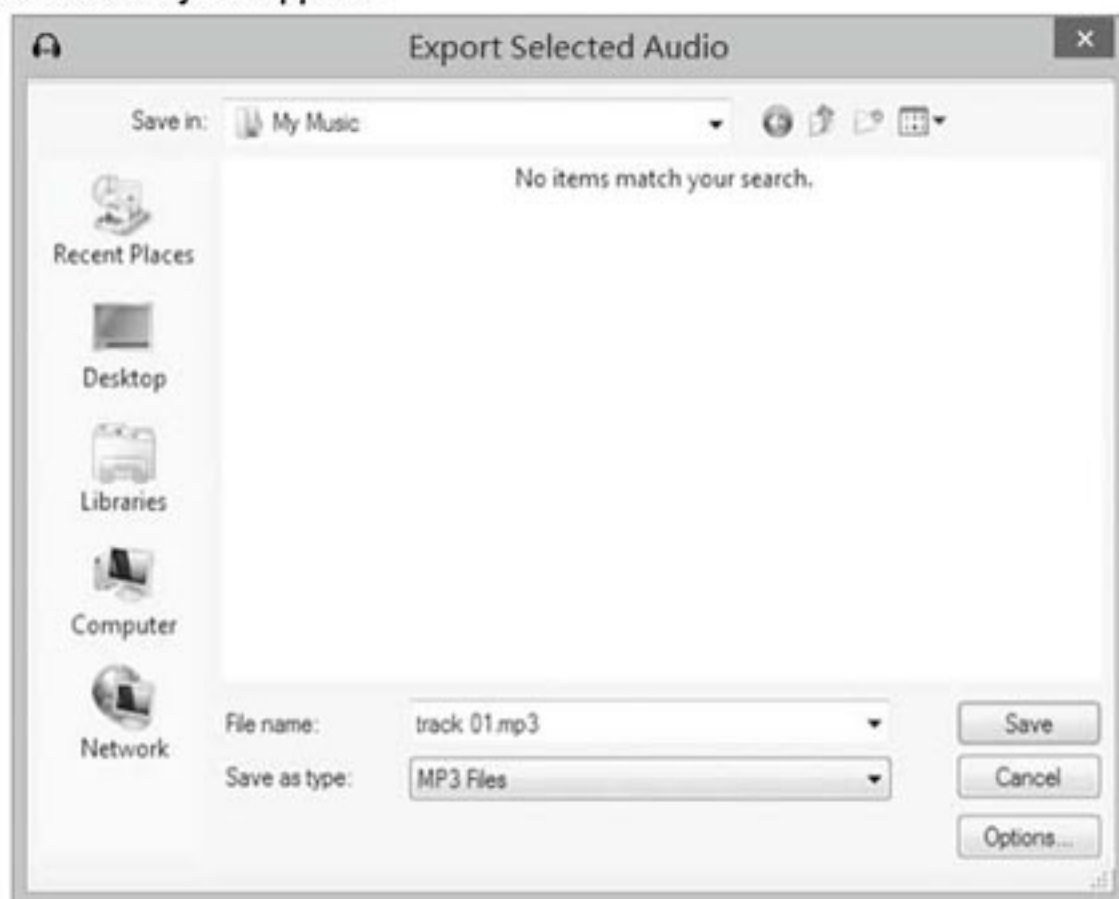 Export Selected Audio
Save in:
My Music
No items match your search.
Recent Places
Desktop
Libraries
Computer
Network
File name:
track 01.mp3
Save
Save as type:
MP3 Files
Cancel
Options...